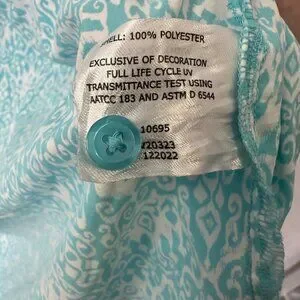 SHELL: 100% POLYESTER
EXCLUSIVE OF DECORATION
FULL LIFE CYCLE UV
TRANSMITTANCE TEST USING
AATCC 183 AND ASTM D 6544
10695
20323
122022